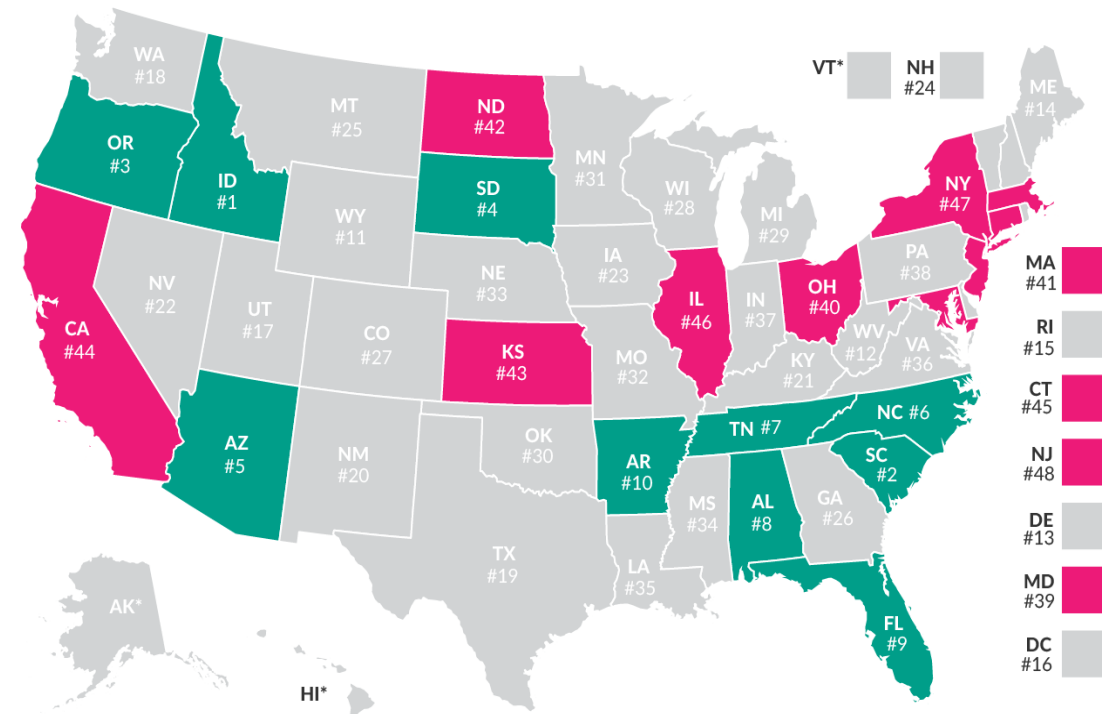 WA
#18
OR
#3
ID
#1
MT
#25
ND
#42
SD
#4
MN
#31
WI
#28
MI
#29
VT*
NH
#24
ME
#14
NY
#47
WY
#11
NE
#33
IA
#23
IL
#46
IN
#37
OH
#40
PA
#38
CA
#44
NV
#22
UT
#17
CO
#27
KS
#43
MO
#32
KY
#21
WV
#12
VA
#36
AZ
#5
NM
#20
OK
#30
AR
#10
TN #7
NC #6
SC
#2
MS
#34
AL
#8
GA
#26
TX
#19
LA
#35
FL
#9
AK*
HI*
MA
#41
RI
#15
CT
#45
NJ
#48
DE
#13
MD
#39
DC
#16